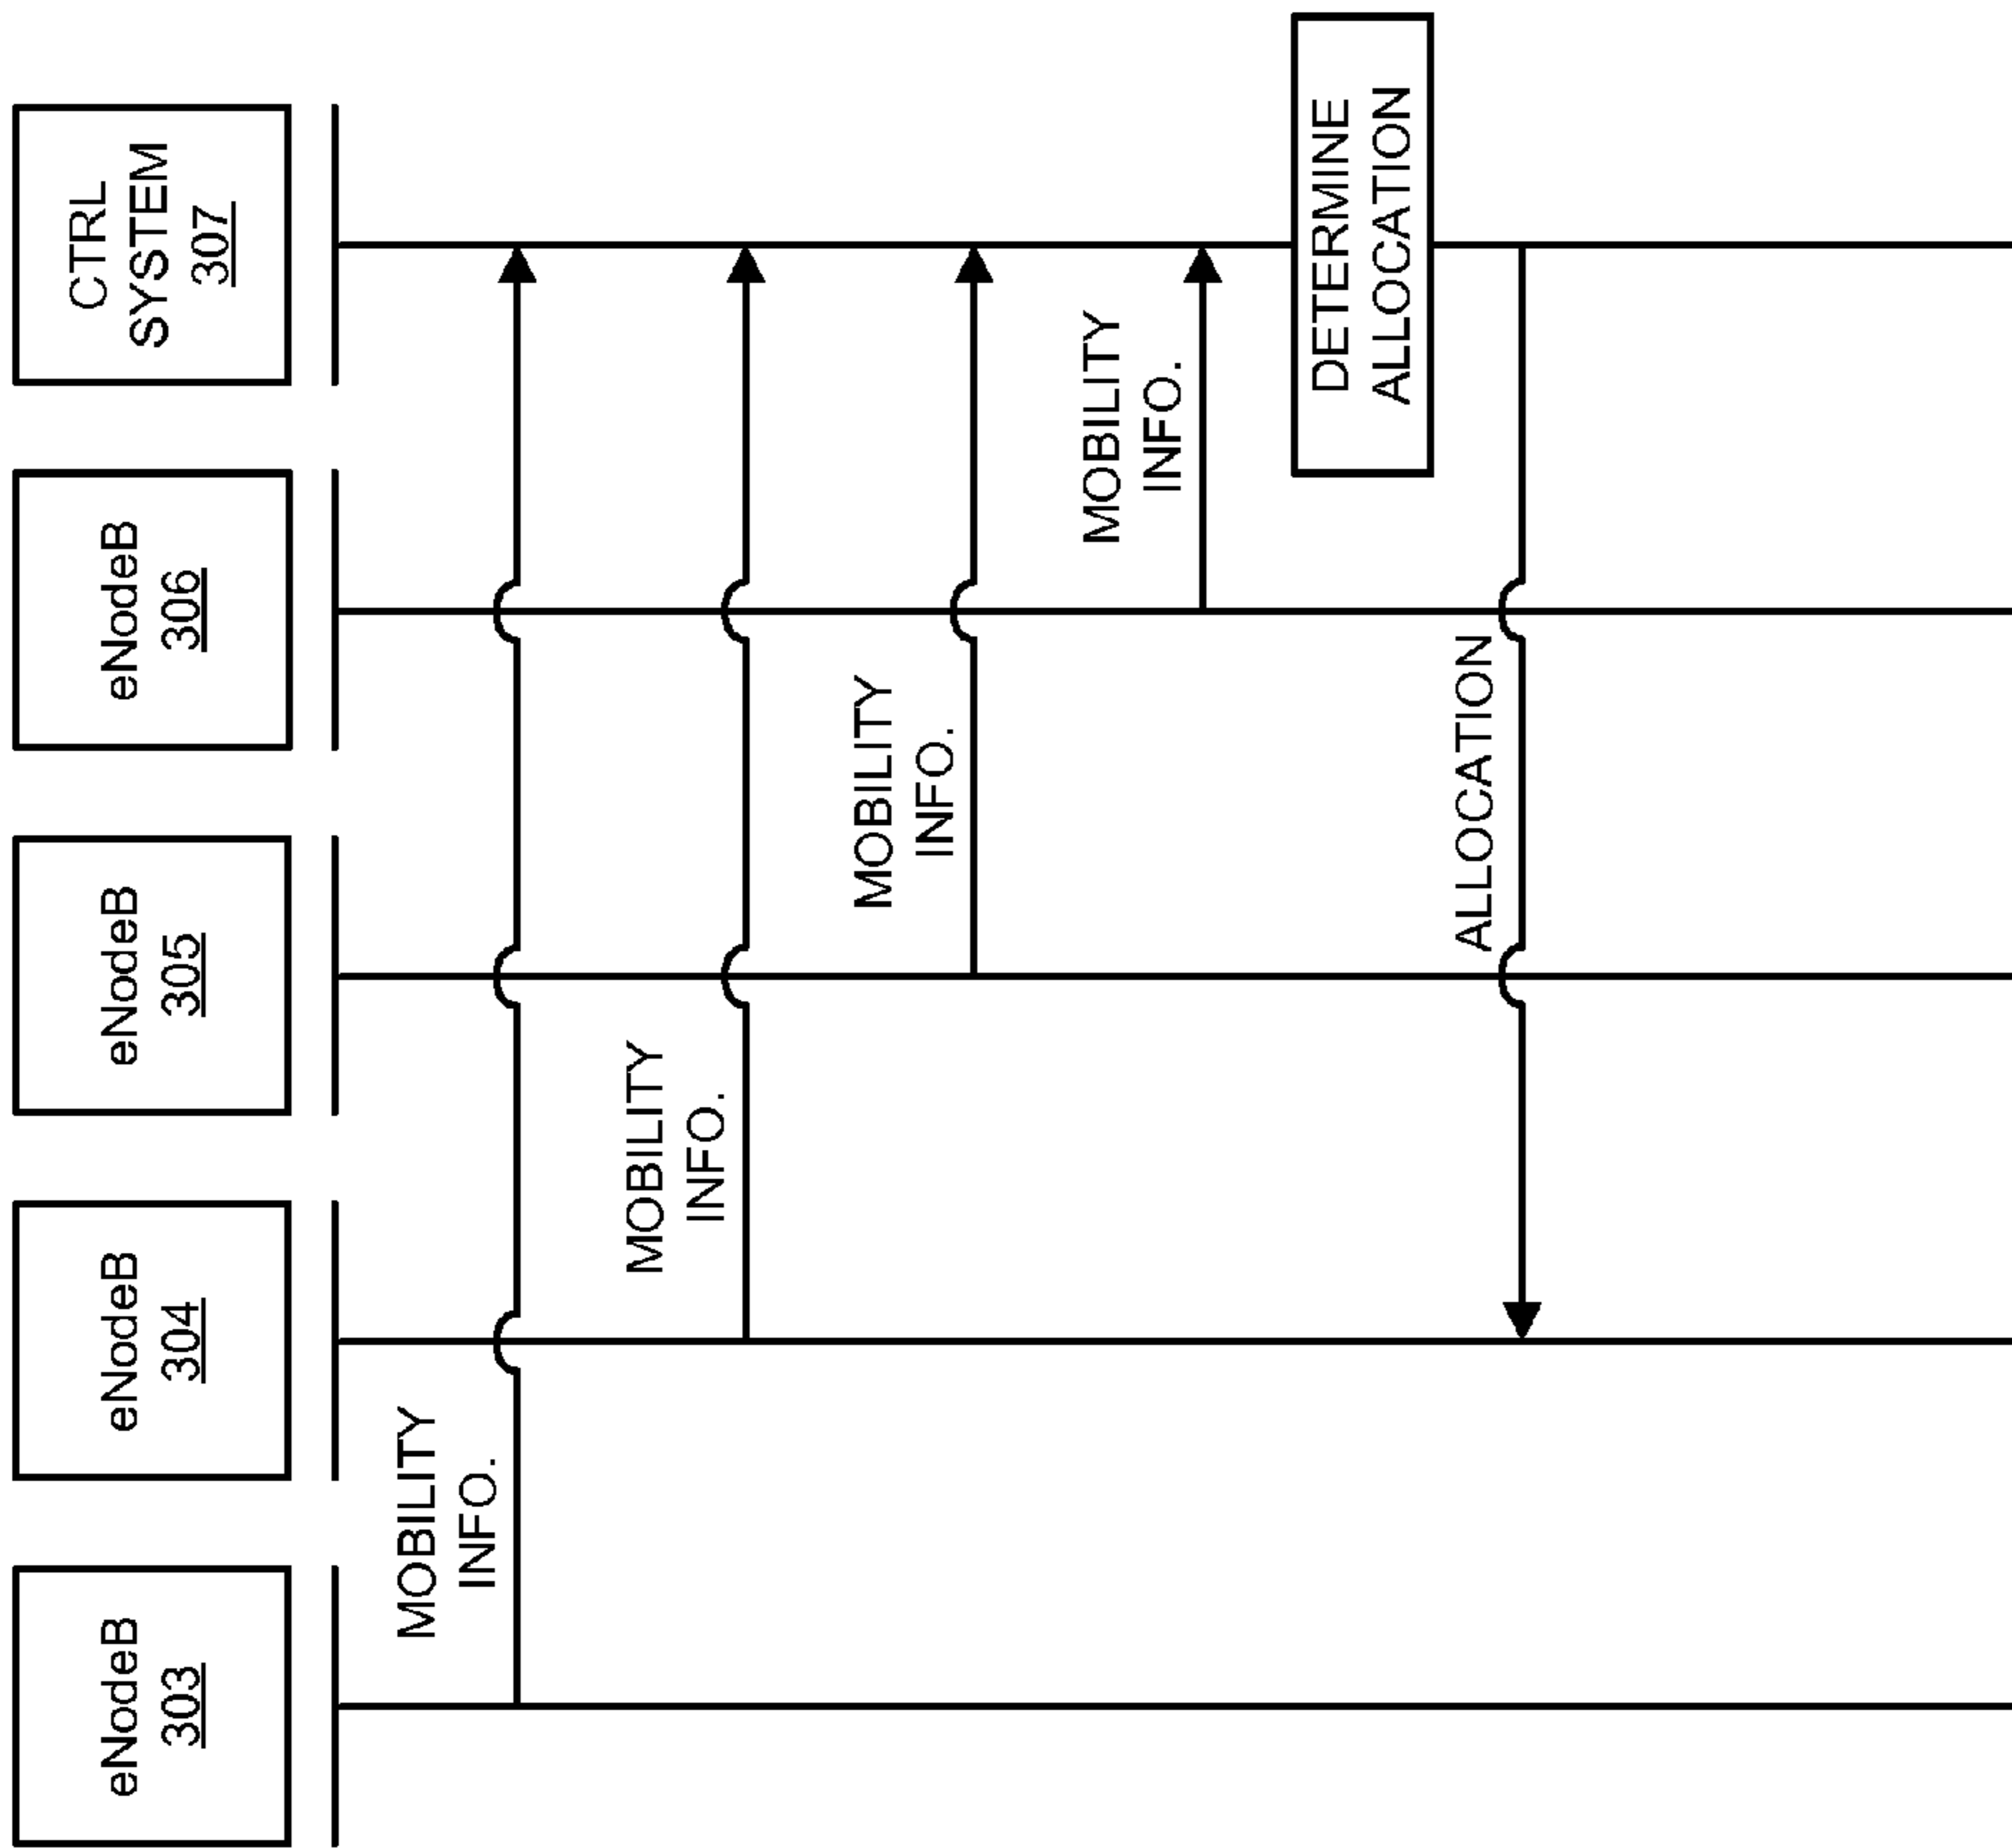 eNodeB
303
eNodeB
304
eNodeB
305
eNodeB
306
CTRL
SYSTEM
307
MOBILITY
INFO.
MOBILITY
INFO.
MOBILITY
INFO.
MOBILITY
INFO.
DETERMINE
ALLOCATION
ALLOCATION